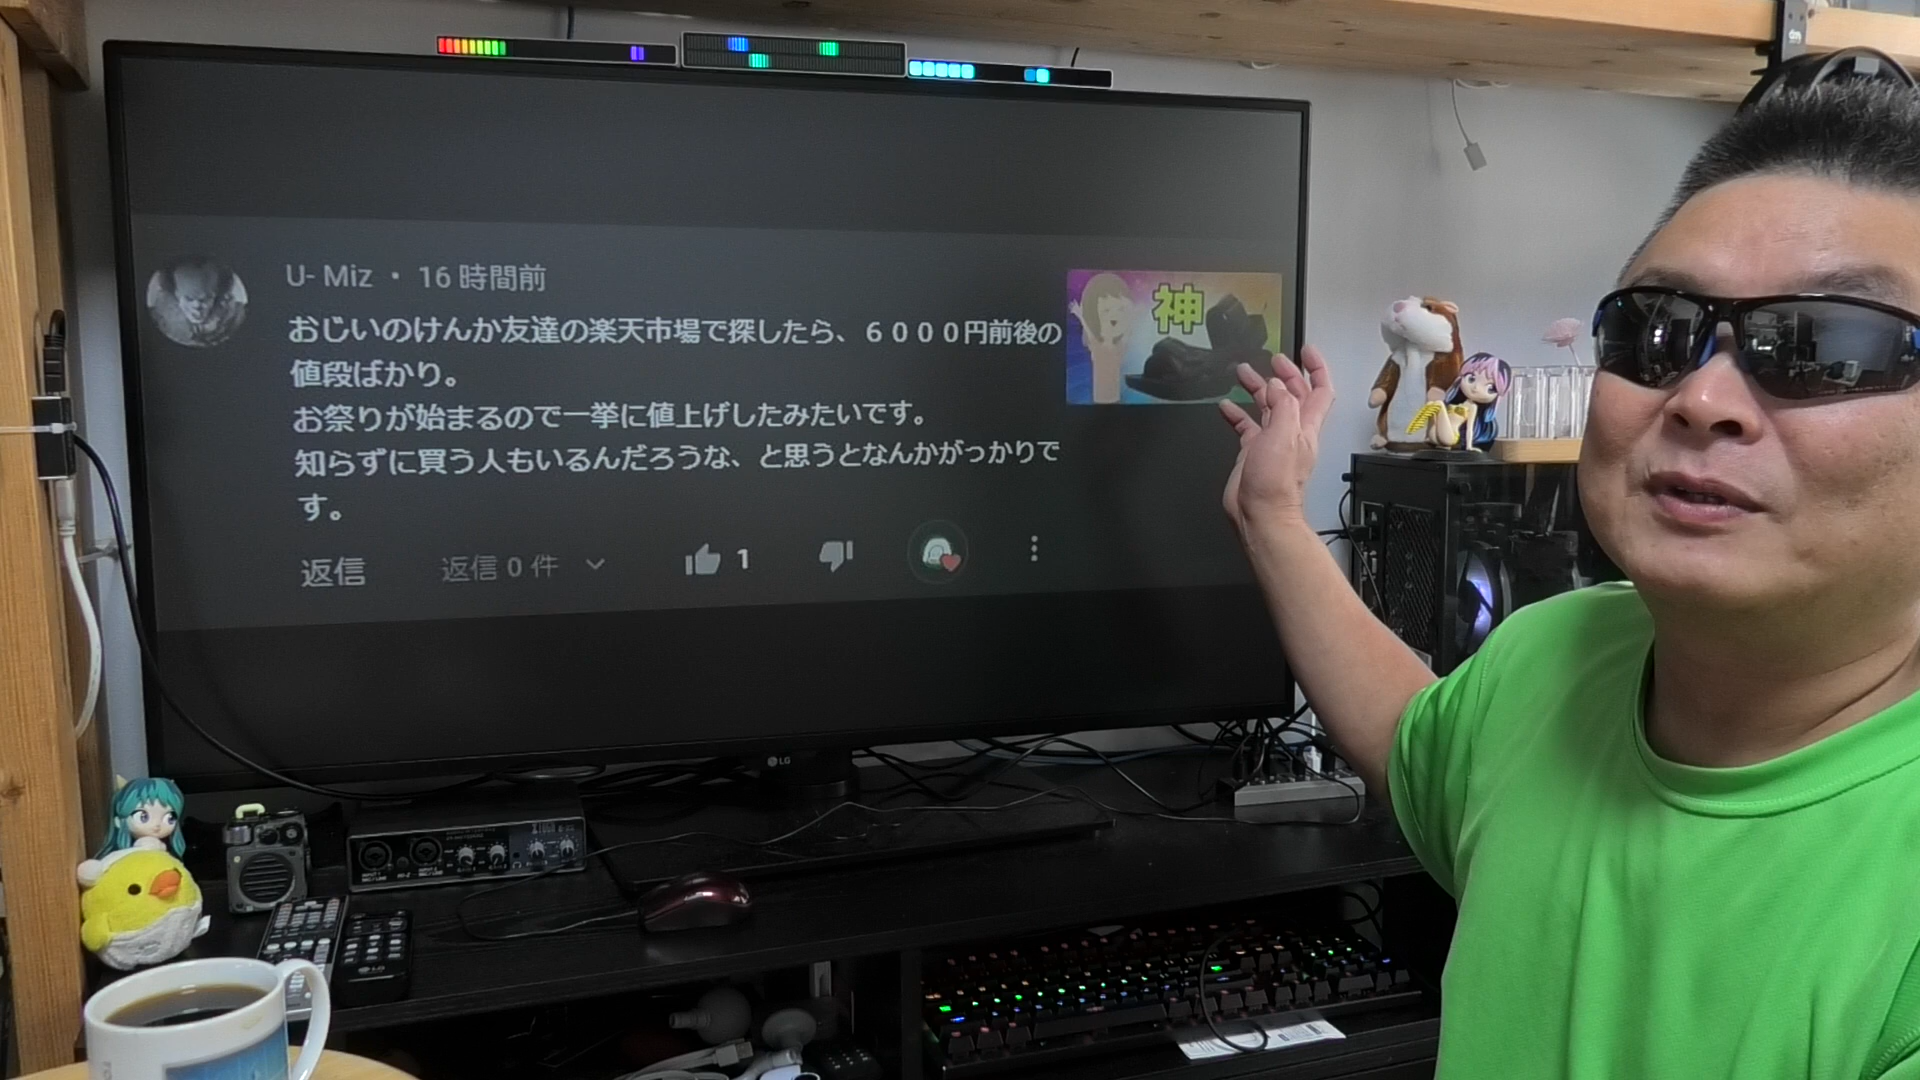 U- Miz ・ 16 時間前
おじいのけんか友達の楽天市場で探したら、６０００円前後の
値段ばかり。
お祭りが始まるので一挙に値上げしたみたいです。
知らずに買う人もいるんだろうな、と思うとなんかがっかりで
す。
返信 返信 0 件 1
神
LG